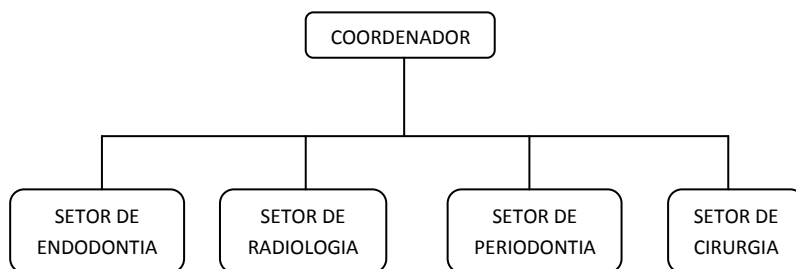 COORDENADOR
SETOR DE
ENDODONTIA
SETOR DE
RADIOLOGIA
SETOR DE
PERIODONTIA
SETOR DE
CIRURGIA